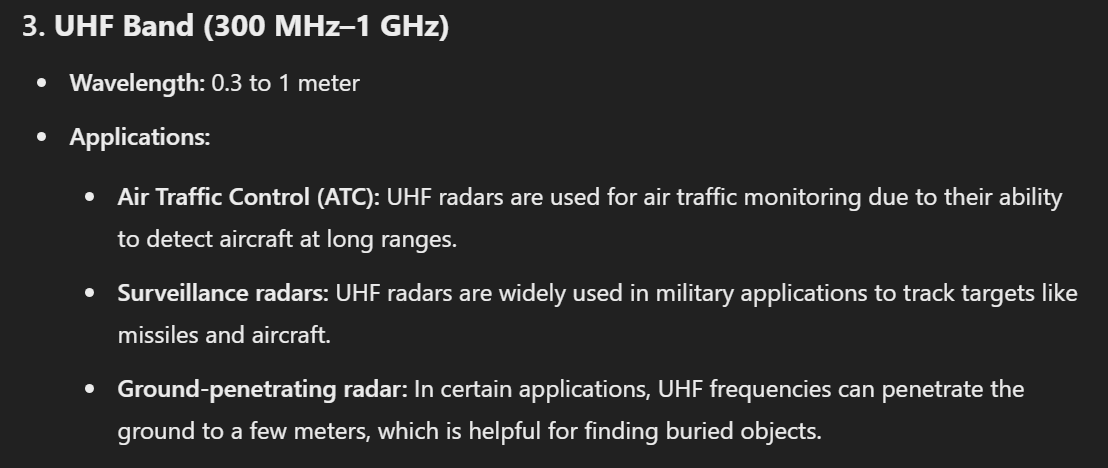 3. UHF Band (300 MHz–1 GHz)
• Wavelength: 0.3 to 1 meter
• Applications:
• Air Traffic Control (ATC): UHF radars are used for air traffic monitoring due to their ability
to detect aircraft at long ranges.
• Surveillance radars: UHF radars are widely used in military applications to track targets like
missiles and aircraft.
• Ground-penetrating radar: In certain applications, UHF frequencies can penetrate the
ground to a few meters, which is helpful for finding buried objects.